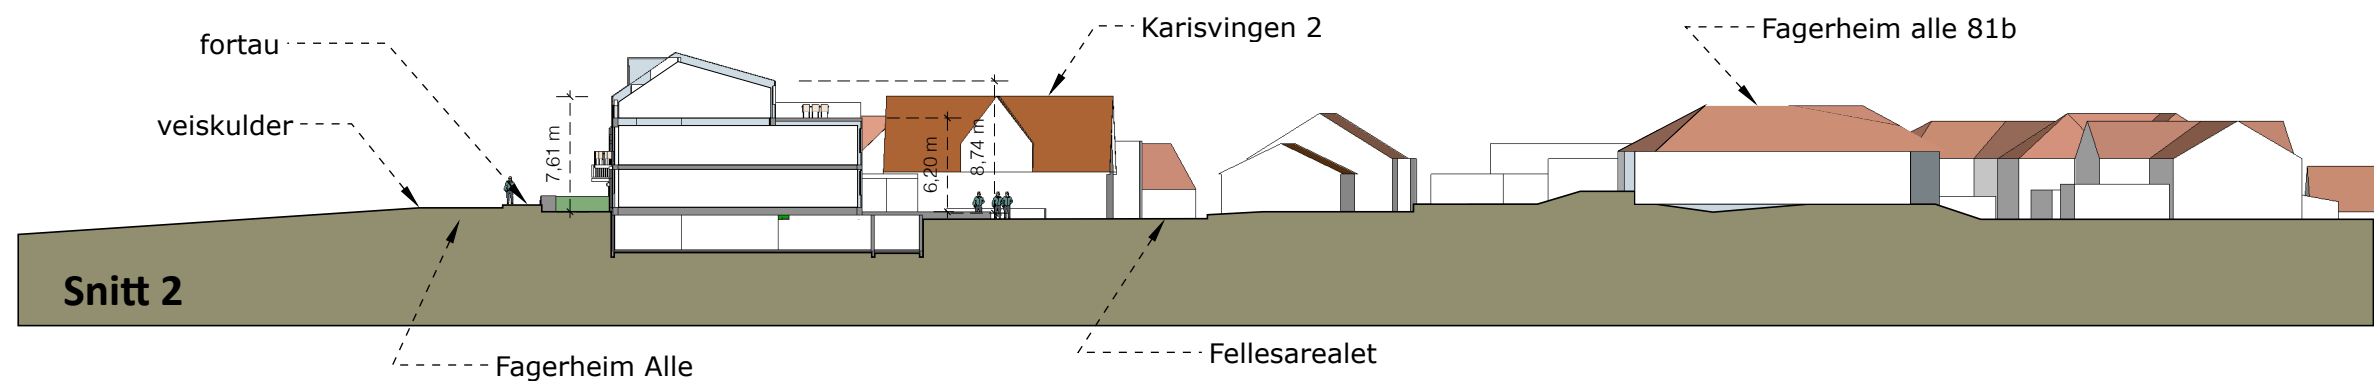 Karisvingen 2
Fagerheim alle 81b
fortau
veiskulder
7,61 m
6,20 m
8,74 m
Snitt 2
Fellesarealet
Fagerheim Alle